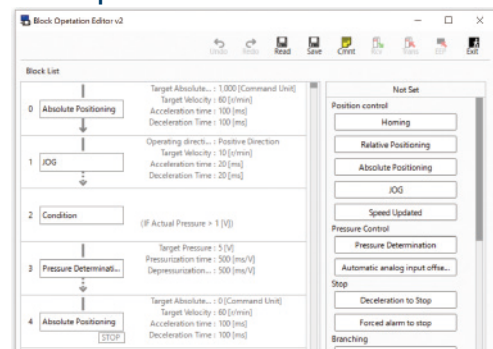 Block Opetation Editor v2
Undo Redo Read Save Cmnt Rcv Trans ESP Exit
Block List
Not Set
0 Absolute Positioning
Target Absolute... : 1,000 [Command Unit]
Target Velocity : 60 [r/min]
Acceleration time : 100 [ms]
Deceleration Time : 100 [ms]
1 JOG
Operating directi... : Positive Direction
Target Velocity : 10 [r/min]
Acceleration time : 20 [ms]
Deceleration Time : 20 [ms]
2 Condition
(IF Actual Pressure > 1 [V])
3 Pressure Determinati...
Target Pressure : 5 [V]
Pressurization time : 500 [ms/V]
Depressurization... : 500 [ms/V]
4 Absolute Positioning
STOP
Target Absolute... : 0 [Command Unit]
Target Velocity : 60 [r/min]
Acceleration time : 100 [ms]
Deceleration Time : 100 [ms]
Position control
Homing
Relative Positioning
Absolute Positioning
JOG
Speed Updated
Pressure Control
Pressure Determination
Automatic analog input offse...
Stop
Deceleration to Stop
Forced alarm to stop
Branching